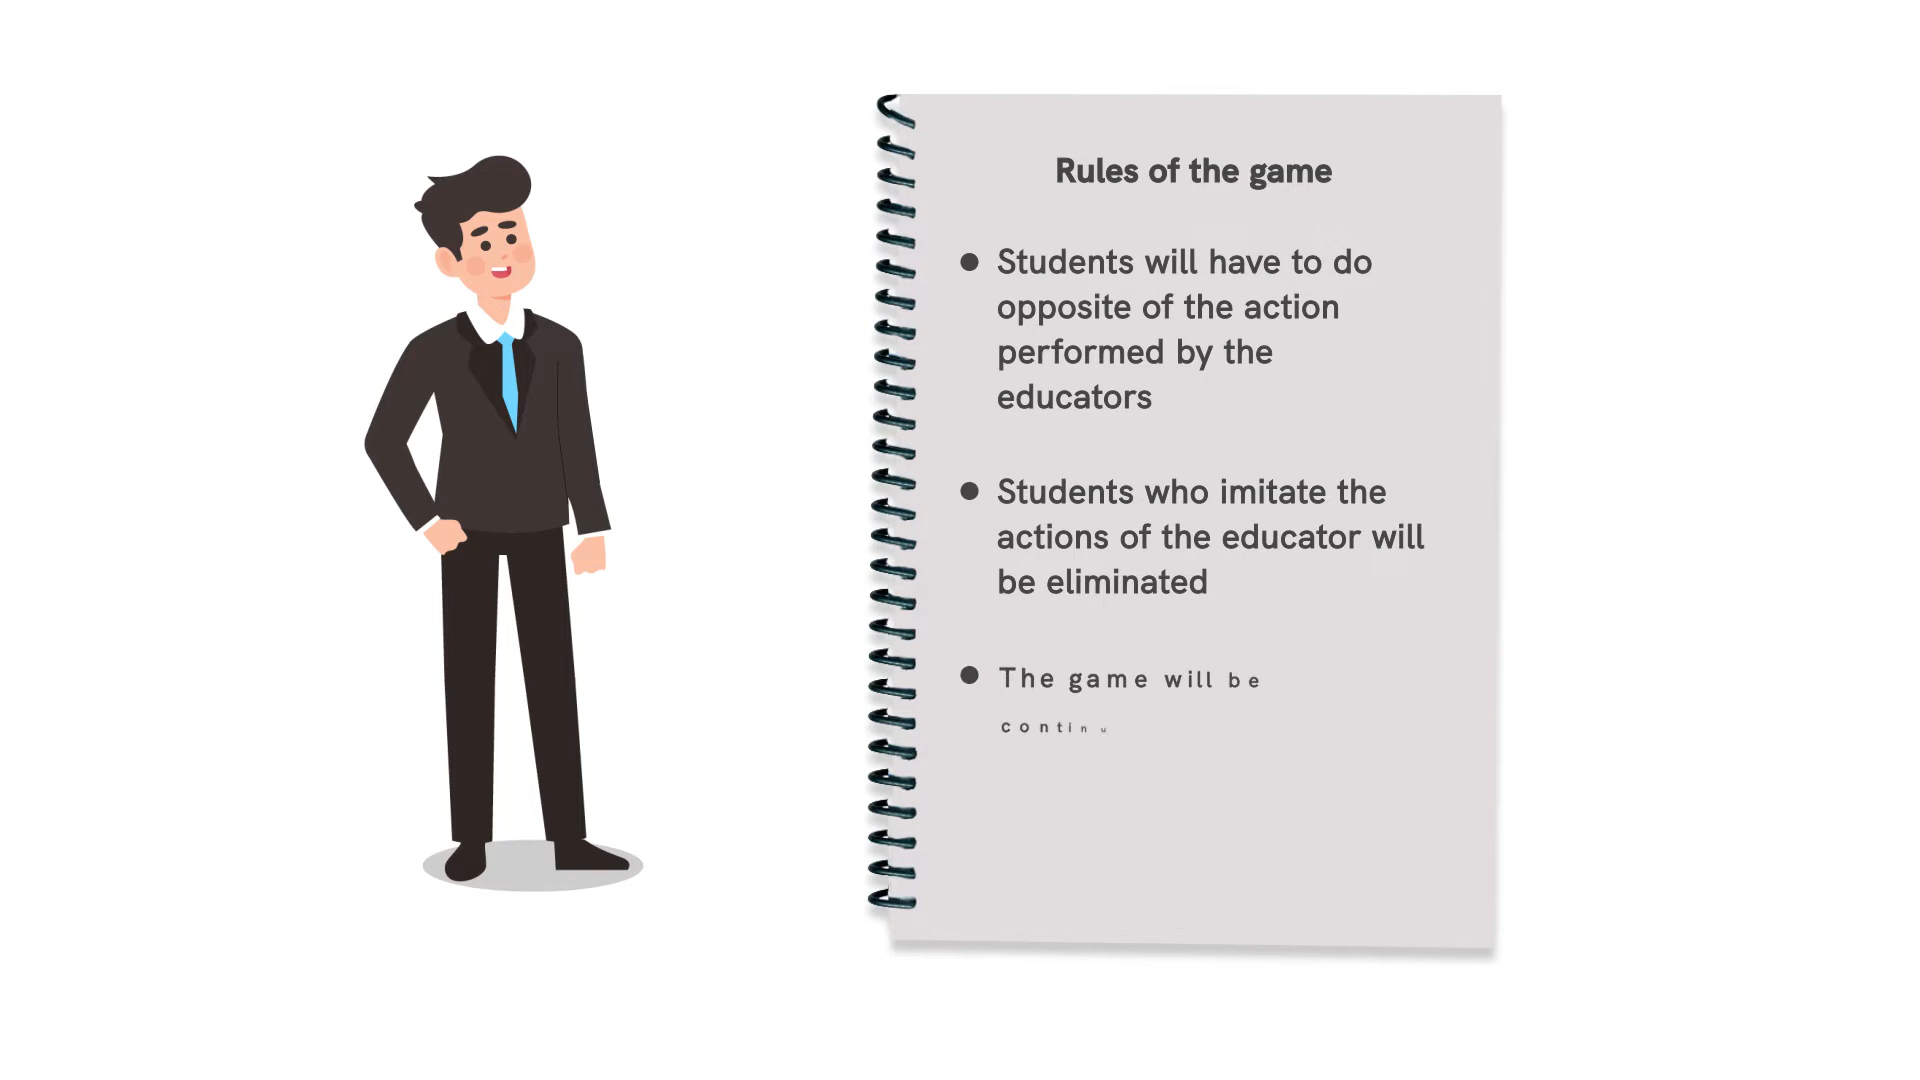 Rules of the game
● Students will have to do
opposite of the action
performed by the
educators
● Students who imitate the
actions of the educator will
be eliminated
● The game will be
continu